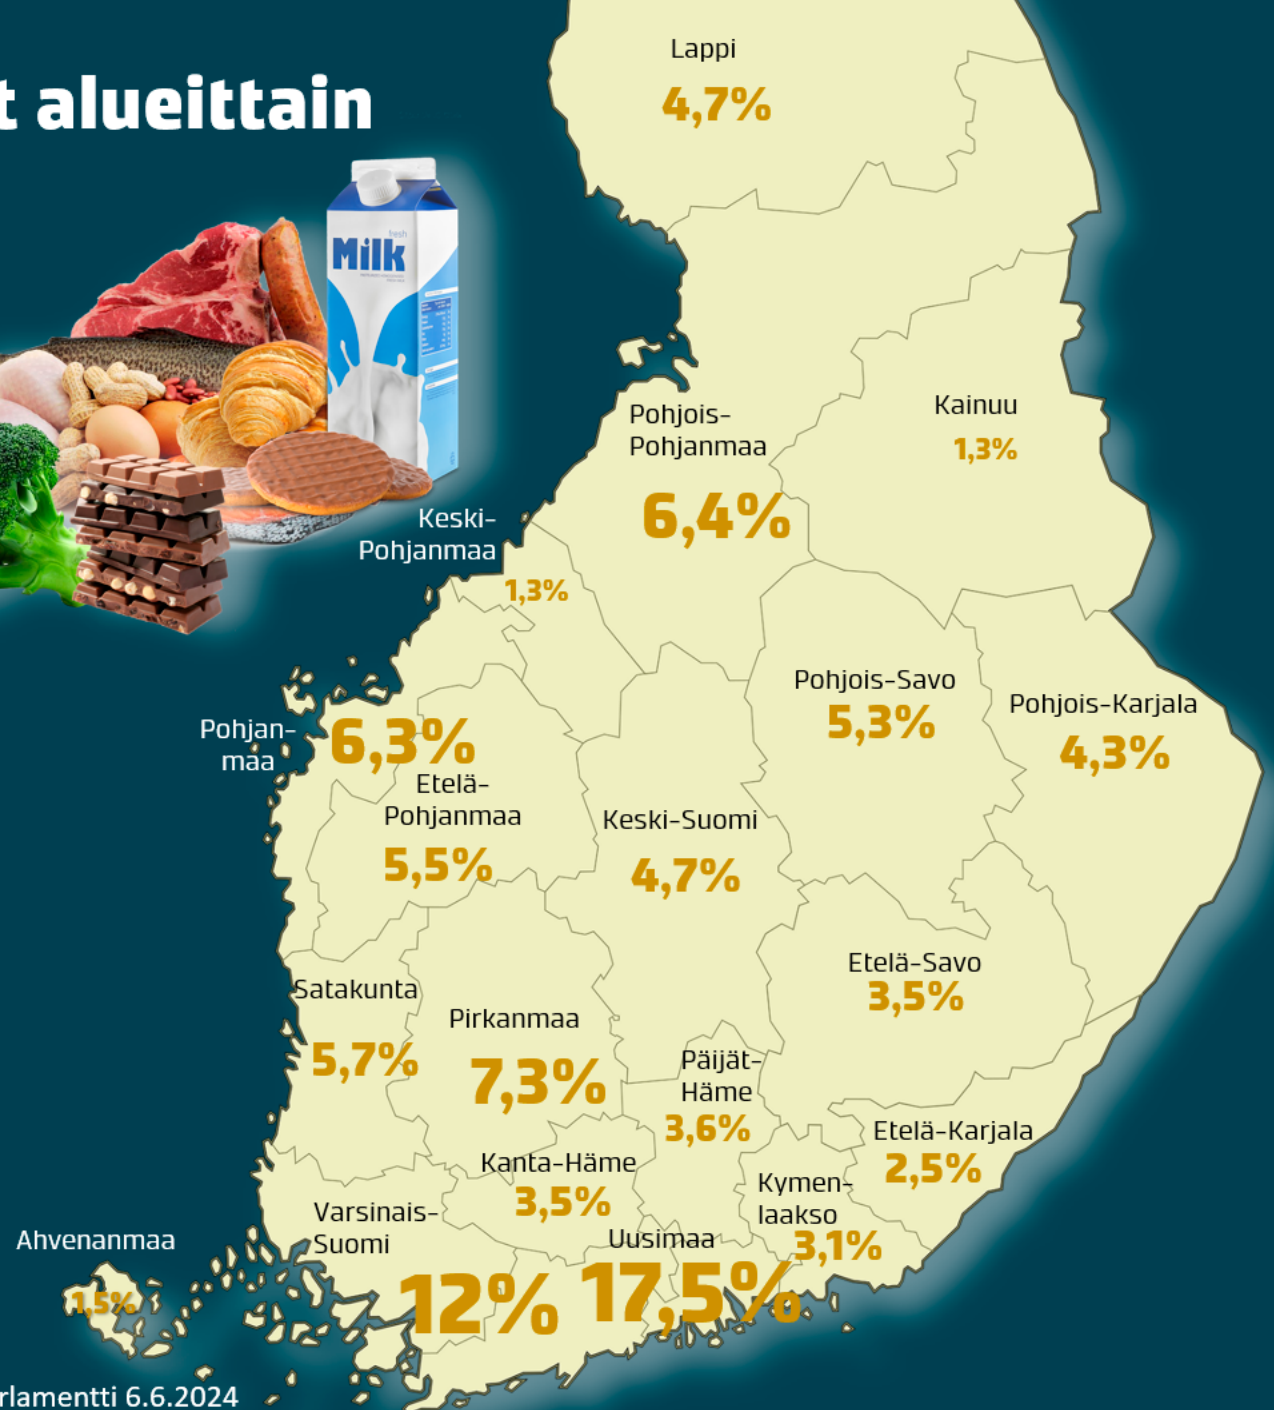 t alueittain
Lappi
4,7%
fresh
Milk
Pohjois-
Pohjanmaa
6,4%
Kainuu
1,3%
Keski-
Pohjanmaa
1,3%
Pohjois-Savo
5,3%
Pohjois-Karjala
4,3%
Pohjan-
maa
6,3%
Etelä-
Pohjanmaa
5,5%
Keski-Suomi
4,7%
Etelä-Savo
3,5%
Satakunta
5,7%
Pirkanmaa
7,3%
Päijät-
Häme
3,6%
Etelä-Karjala
2,5%
Kanta-Häme
3,5%
Kymen-
laakso
3,1%
Varsinais-
Suomi
12%
Uusimaa
17,5%
Ahvenanmaa
1,5%
rlamentti 6.6.2024